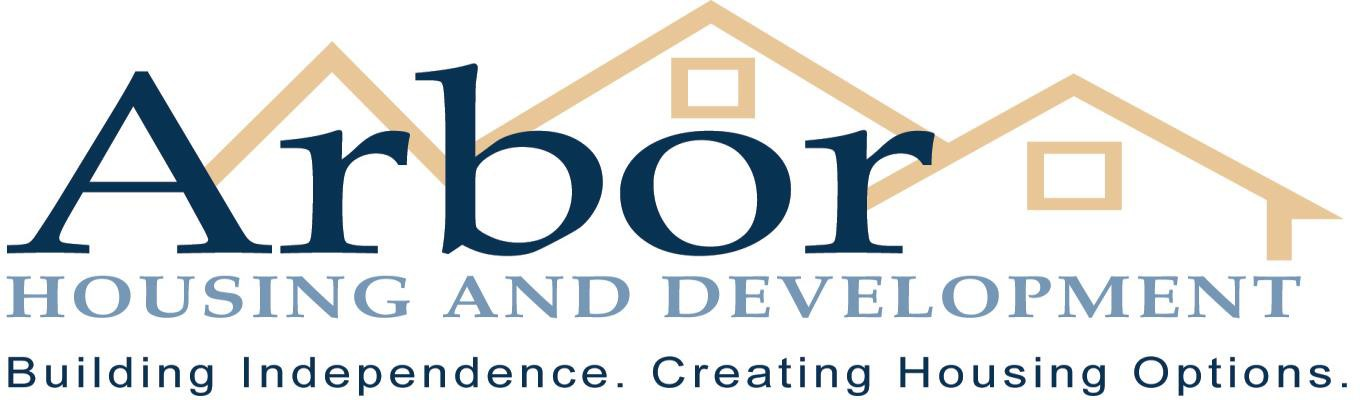 Arbor
HOUSING AND DEVELOPMENT
Building Independence. Creating Housing Options.